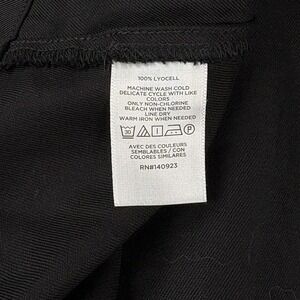 100% LYOCELL
MACHINE WASH COLD
DELICATE CYCLE WITH LIKE
COLORS
ONLY NON-CHLORINE
BLEACH WHEN NEEDED
LINE DRY
WARM IRON WHEN NEEDED
30 P
AVEC DES COULEURS
SEMBLABLES / CON
COLORES SIMILARES
RN#140923